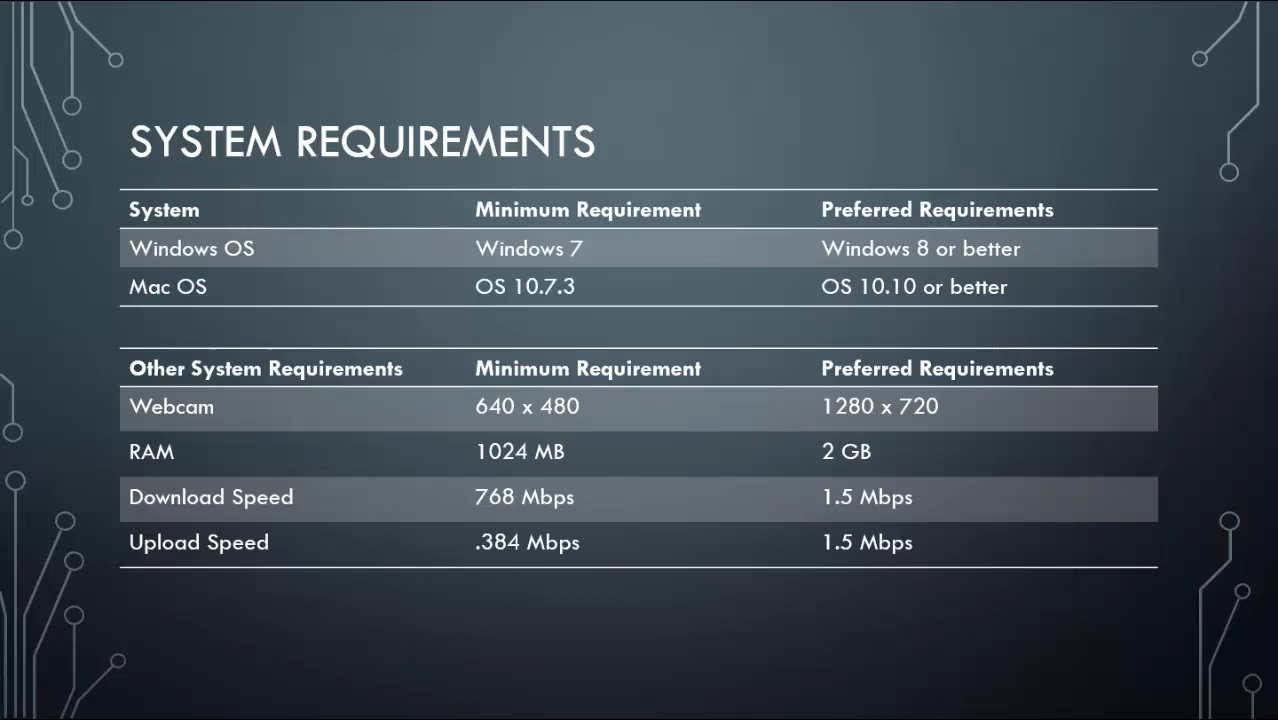 SYSTEM REQUIREMENTS
System Minimum Requirement Preferred Requirements
Windows OS Windows 7 Windows 8 or better
Mac OS OS 10.7.3 OS 10.10 or better
Other System Requirements Minimum Requirement Preferred Requirements
Webcam 640 x 480 1280 x 720
RAM 1024 MB 2 GB
Download Speed 768 Mbps 1.5 Mbps
Upload Speed .384 Mbps 1.5 Mbps